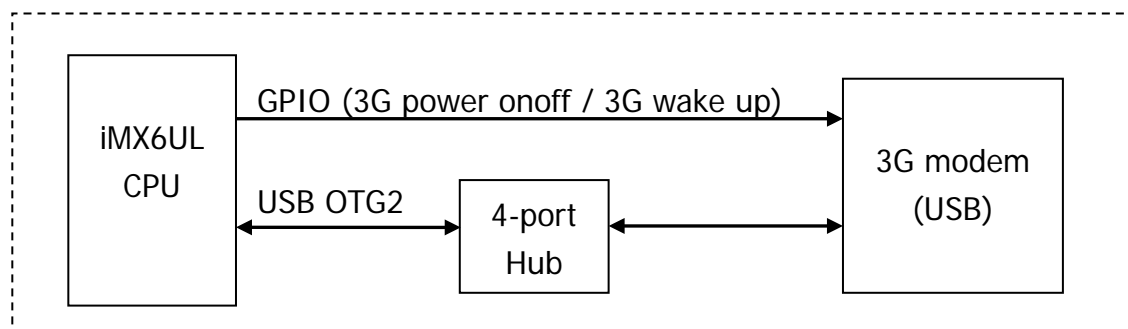 iMX6UL
CPU
GPIO (3G power onoff / 3G wake up)
USB OTG2
4-port
Hub
3G modem
(USB)